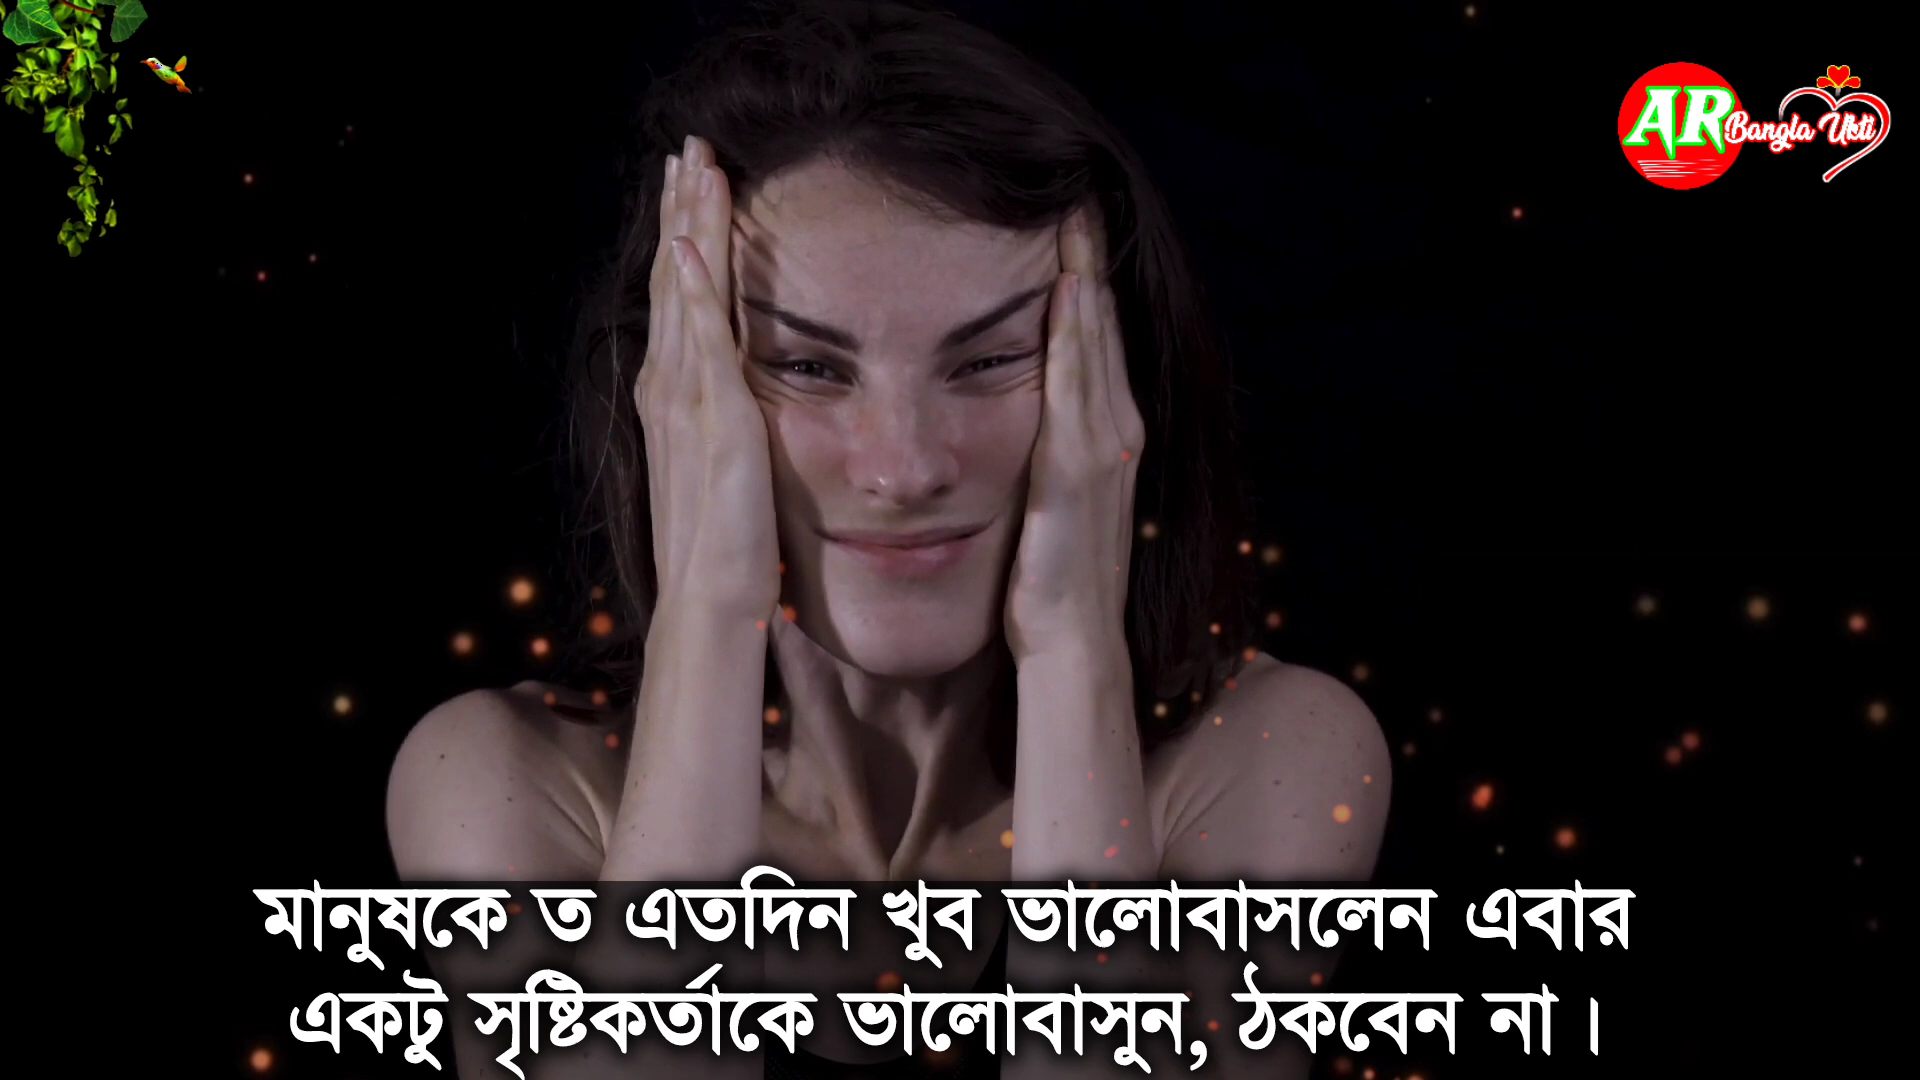 AR Bangla Ukti
মানুষকে ত এতদিন খুব ভালোবাসলেন এবার
একটু সৃষ্টিকর্তাকে ভালোবাসুন, ঠকবেন না।